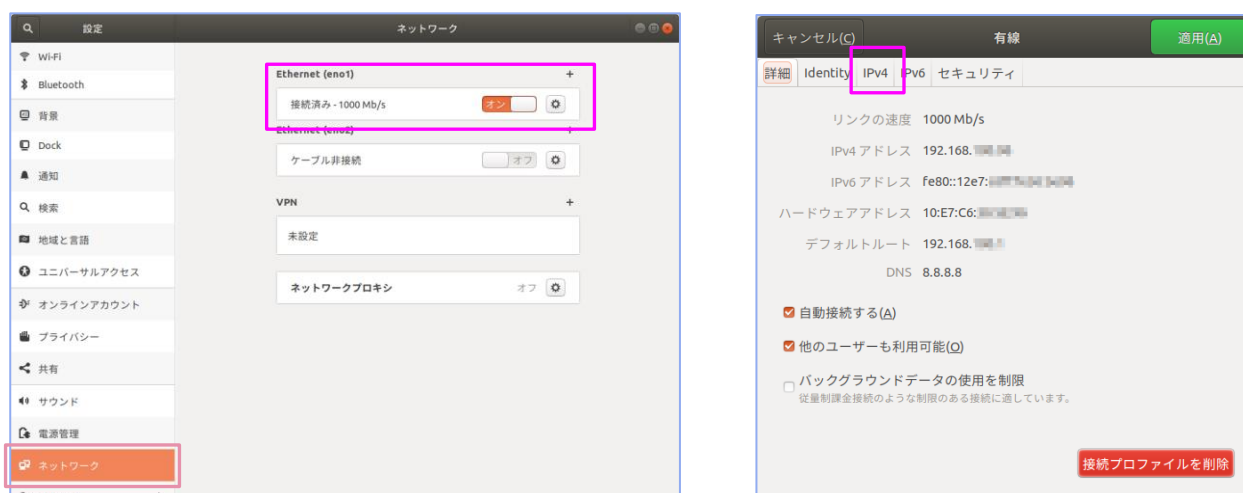 設定
ネットワーク
Wi-Fi
Bluetooth
背景
Dock
通知
検索
地域と言語
ユニバーサルアクセス
オンラインアカウント
プライバシー
共有
サウンド
電源管理
ネットワーク
Ethernet (eno1)
+
接続済み - 1000 Mb/s
オン
Ethernet (eno2)
+
ケーブル非接続
オフ
VPN
+
未設定
ネットワークプロキシ
オフ
キャンセル(C)
有線
適用(A)
詳細 Identity IPv4 IPv6 セキュリティ
リンクの速度 1000 Mb/s
IPv4 アドレス 192.168.
IPv6 アドレス fe80::12e7:
ハードウェアアドレス 10:E7:C6:
デフォルトルート 192.168.
DNS 8.8.8.8
自動接続する(A)
他のユーザーも利用可能(O)
バックグラウンドデータの使用を制限
従量制課金接続のような制限のある接続に適しています。
接続プロファイルを削除